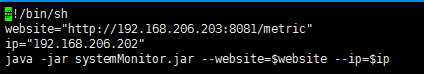 #!/bin/sh
website="http://192.168.206.203:8081/metric"
ip="192.168.206.202"
java -jar systemMonitor.jar --website=$website --ip=$ip